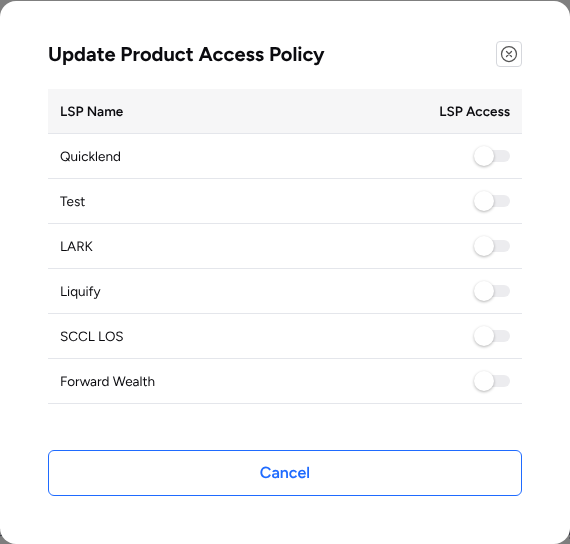 Update Product Access Policy
LSP Name LSP Access
Quicklend
Test
LARK
Liquify
SCCL LOS
Forward Wealth
Cancel